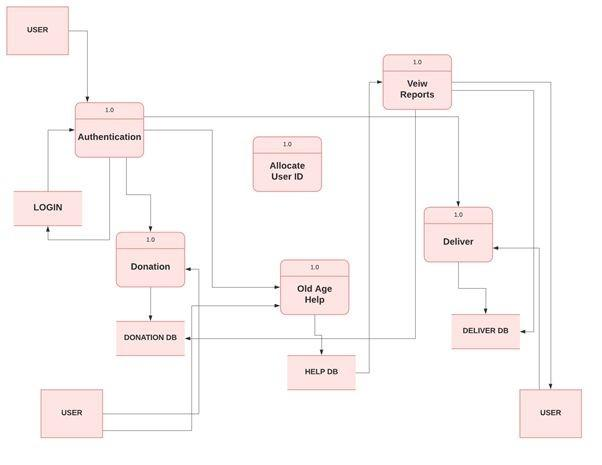 USER
1.0
Veiw
Reports
1.0
Authentication
1.0
Allocate
User ID
LOGIN
1.0
Deliver
1.0
Donation
1.0
Old Age
Help
DONATION DB
DELIVER DB
HELP DB
USER
USER